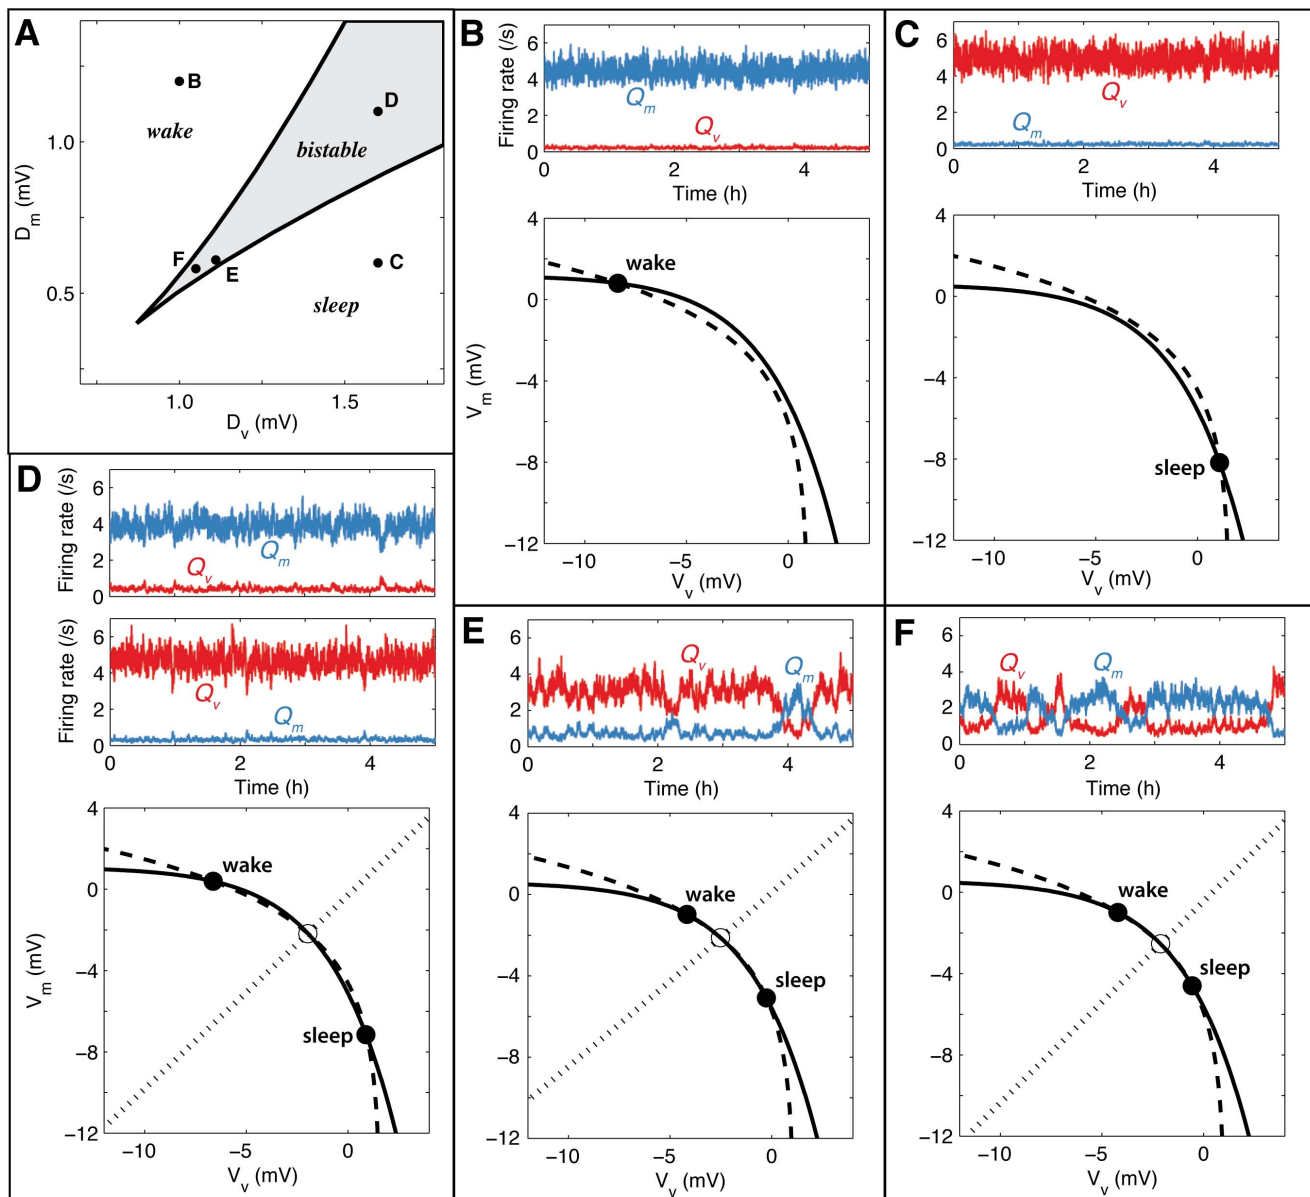 A
B
wake
D
bistable
1.0
D_m (mV)
F
E
C
0.5
sleep
1.0
1.5
D_v (mV)
B
Firing rate (/s)
6
4
2
0
Q_m
Q_v
0
2
4
Time (h)
4
0
−4
−8
−12
wake
V_m (mV)
−10
−5
0
V_v (mV)
C
6
4
2
0
Q_v
Q_m
0
2
4
Time (h)
4
0
−4
−8
−12
sleep
−10
−5
0
V_v (mV)
D
Firing rate (/s)
6
4
2
0
Q_v
Q_m
Firing rate (/s)
6
4
2
0
Q_v
Q_m
0
2
4
Time (h)
4
0
−4
−8
−12
wake
sleep
V_m (mV)
−10
−5
0
V_v (mV)
E
6
4
2
0
Q_v
Q_m
0
2
4
Time (h)
4
0
−4
−8
−12
wake
sleep
−10
−5
0
V_v (mV)
F
6
4
2
0
Q_v
Q_m
0
2
4
Time (h)
4
0
−4
−8
−12
wake
sleep
−10
−5
0
V_v (mV)